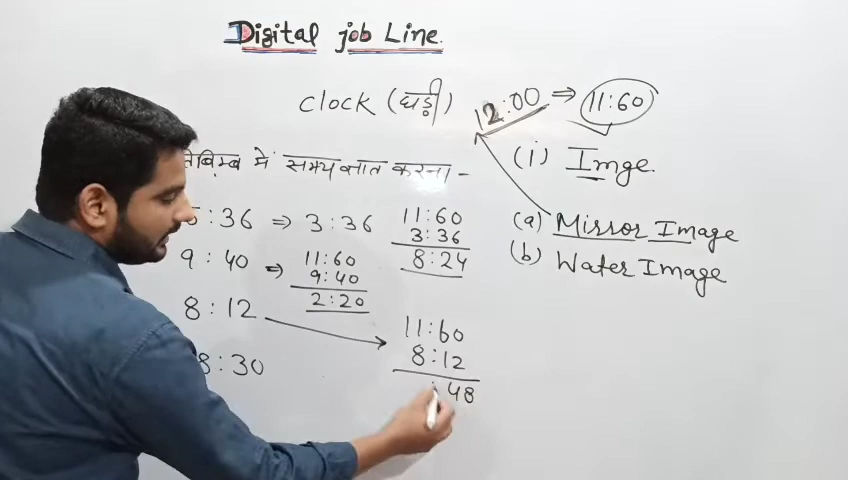 Digital job Line.
clock (घड़ी) 12:00 ⇒ 11:60
(i) Imge.
में समय ज्ञात करना -
:36 ⇒ 3:36
11:60
3:36
8:24
(a) Mirror Image
(b) Water Image
9:40 ⇒ 11:60
9:40
2:20
8:12
11:60
8:12
:48
8:30